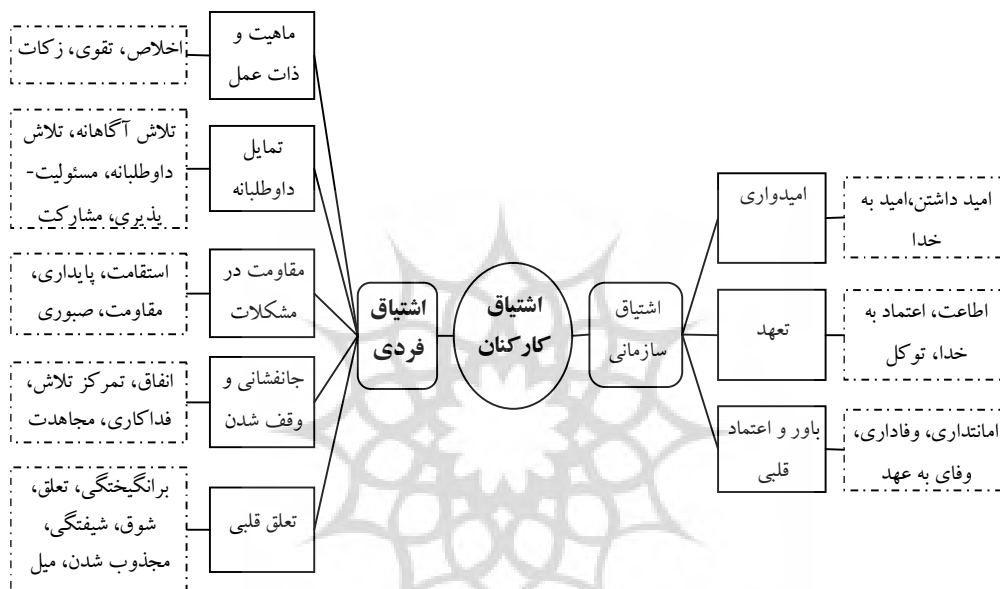 اشتیاق
کارکنان
اشتیاق
سازمانی
امیدواری
امید داشتن،امید به
خدا
تعهد
اطاعت، اعتماد به
خدا، توکل
باور و اعتماد
قلبی
امانتداری، وفاداری،
وفای به عهد
اشتیاق
فردی
ماهیت و
ذات عمل
اخلاص، تقوی، زکات
تمایل
داوطلبانه
تلاش آگاهانه، تلاش
داوطلبانه، مسئولیت-
پذیری، مشارکت
مقاومت در
مشکلات
استقامت، پایداری،
مقاومت، صبوری
جانفشانی و
وقف شدن
انفاق، تمرکز تلاش،
فداکاری، مجاهدت
تعلق قلبی
برانگیختگی، تعلق،
شوق، شیفتگی،
مجذوب شدن، میل